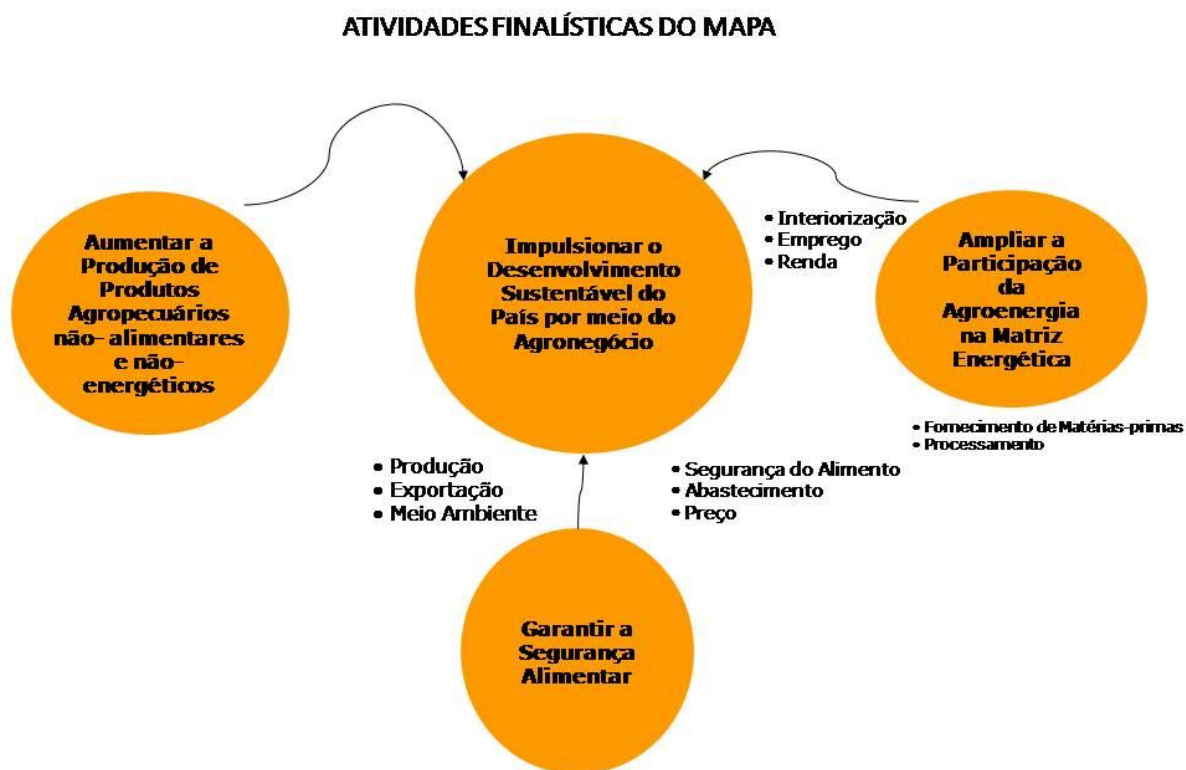 ATIVIDADES FINALÍSTICAS DO MAPA
Aumentar a
Produção de
Produtos
Agropecuários
não- alimentares
e não-
energéticos
Impulsionar o
Desenvolvimento
Sustentável do
País por meio do
Agronegócio
• Interiorização
• Emprego
• Renda
Ampliar a
Participação
da
Agroenergia
na Matriz
Energética
• Fornecimento de Matérias-primas
• Processamento
• Produção
• Exportação
• Meio Ambiente
• Segurança do Alimento
• Abastecimento
• Preço
Garantir a
Segurança
Alimentar